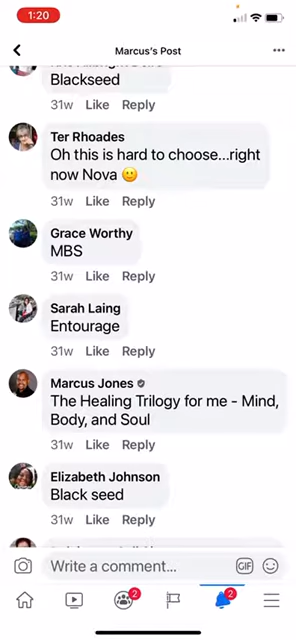 1:20
Marcus's Post
Blackseed
31w Like Reply
Ter Rhoades
Oh this is hard to choose...right
now Nova 🙂
31w Like Reply
Grace Worthy
MBS
31w Like Reply
Sarah Laing
Entourage
31w Like Reply
Marcus Jones
The Healing Trilogy for me - Mind,
Body, and Soul
31w Like Reply
Elizabeth Johnson
Black seed
31w Like Reply
Write a comment...
GIF
2
2